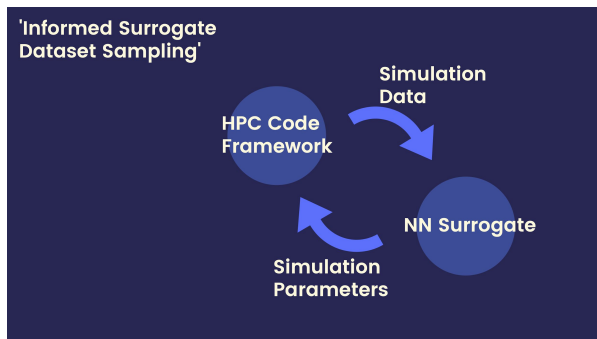 'Informed Surrogate
Dataset Sampling'
Simulation
Data
HPC Code
Framework
NN Surrogate
Simulation
Parameters